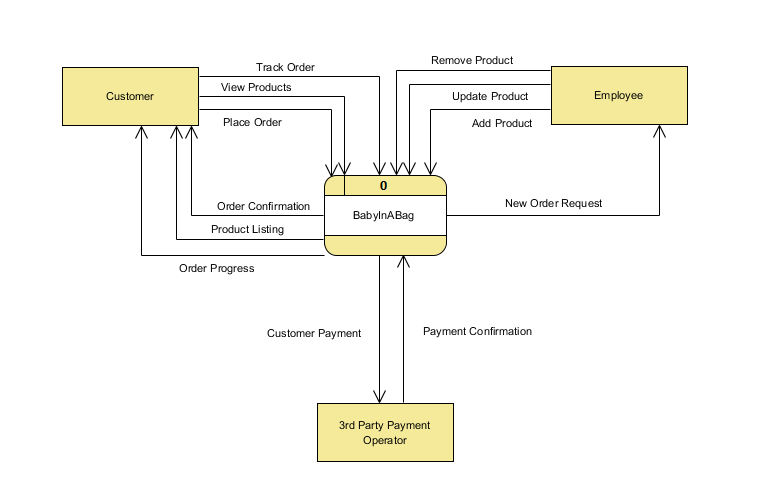 Track Order
Remove Product
View Products
Customer
Update Product
Employee
Place Order
Add Product
0
Order Confirmation
BabyInABag
New Order Request
Product Listing
Order Progress
Customer Payment
Payment Confirmation
3rd Party Payment
Operator